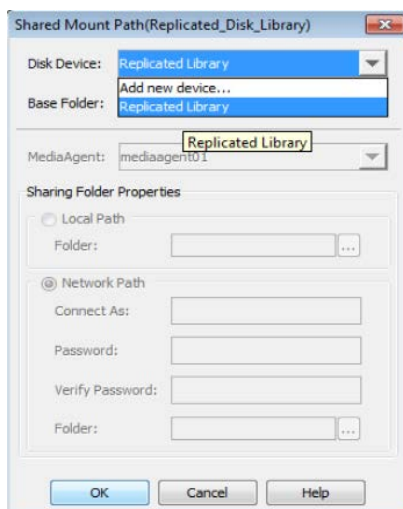 Shared Mount Path(Replicated_Disk_Library)
Disk Device: Replicated Library
Add new device...
Base Folder: Replicated Library
Replicated Library
MediaAgent: mediaagent01
Sharing Folder Properties
Local Path
Folder: ...
Network Path
Connect As:
Password:
Verify Password:
Folder: ...
OK Cancel Help